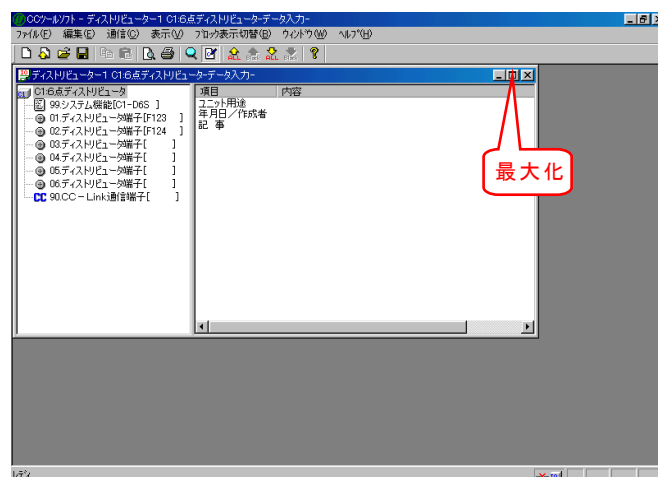 CCツールソフト - ディストリビューター1 C1:6点ディストリビューターデータ入力-
ファイル(F) 編集(E) 通信(C) 表示(V) ブロック表示切替(B) ウィンドウ(W) ヘルプ(H)
ALL ALL
ディストリビューター1 C1:6点ディストリビューターデータ入力-
C1:6点ディストリビュータ
99.システム機能[C1-D6S ]
01.ディストリビュータ端子[F123 ]
02.ディストリビュータ端子[F124 ]
03.ディストリビュータ端子[ ]
04.ディストリビュータ端子[ ]
05.ディストリビュータ端子[ ]
06.ディストリビュータ端子[ ]
CC 90.CC－Link通信端子[ ]
項目 内容
ユニット用途
年月日／作成者
記 事
最大化
レディ